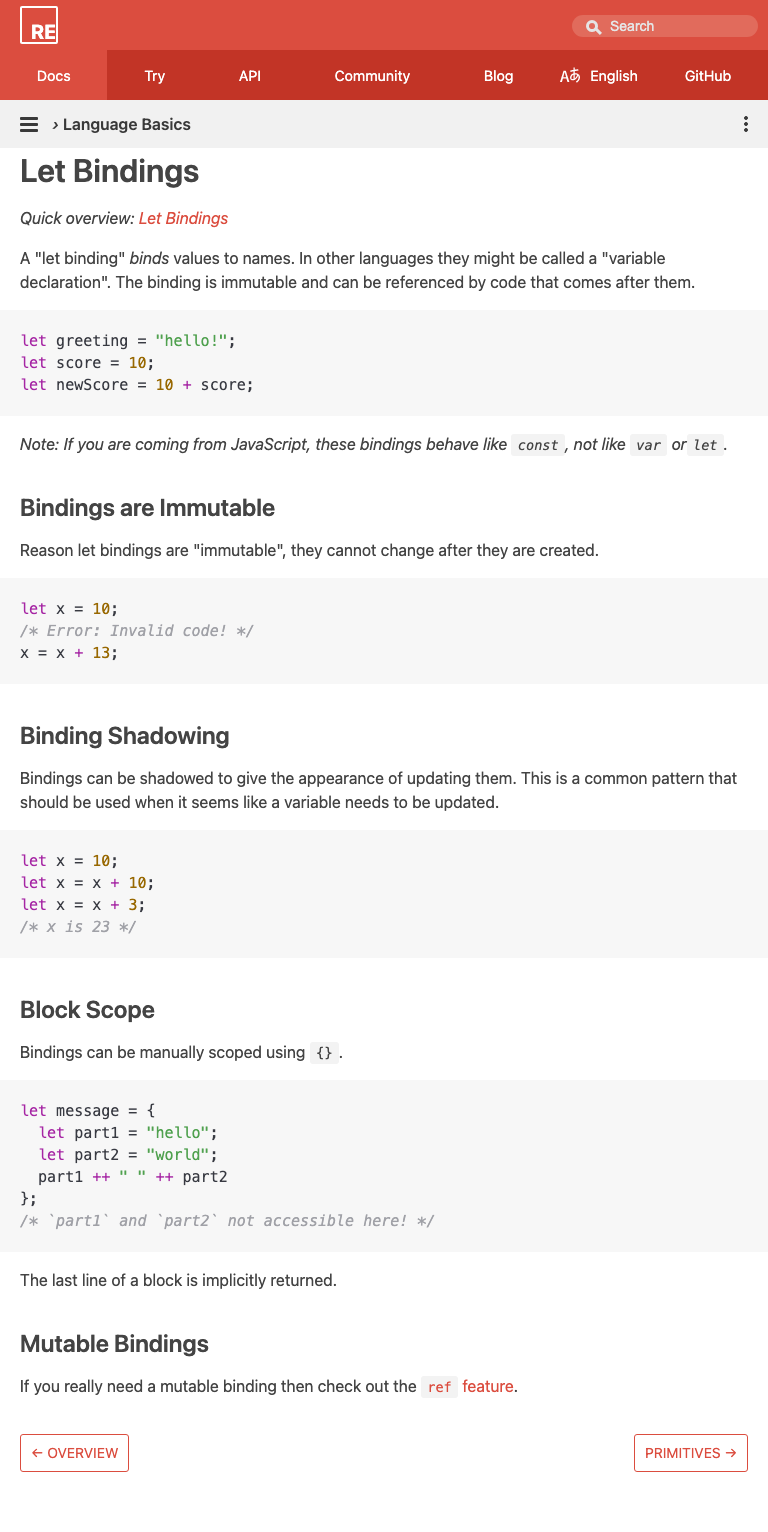 RE
Search
Docs Try API Community Blog Aあ English GitHub
› Language Basics
Let Bindings
Quick overview: Let Bindings
A "let binding" binds values to names. In other languages they might be called a "variable
declaration". The binding is immutable and can be referenced by code that comes after them.
let greeting = "hello!";
let score = 10;
let newScore = 10 + score;
Note: If you are coming from JavaScript, these bindings behave like const, not like var or let.
Bindings are Immutable
Reason let bindings are "immutable", they cannot change after they are created.
let x = 10;
/* Error: Invalid code! */
x = x + 13;
Binding Shadowing
Bindings can be shadowed to give the appearance of updating them. This is a common pattern that
should be used when it seems like a variable needs to be updated.
let x = 10;
let x = x + 10;
let x = x + 3;
/* x is 23 */
Block Scope
Bindings can be manually scoped using {}.
let message = {
  let part1 = "hello";
  let part2 = "world";
  part1 ++ " " ++ part2
};
/* `part1` and `part2` not accessible here! */
The last line of a block is implicitly returned.
Mutable Bindings
If you really need a mutable binding then check out the ref feature.
← OVERVIEW PRIMITIVES →